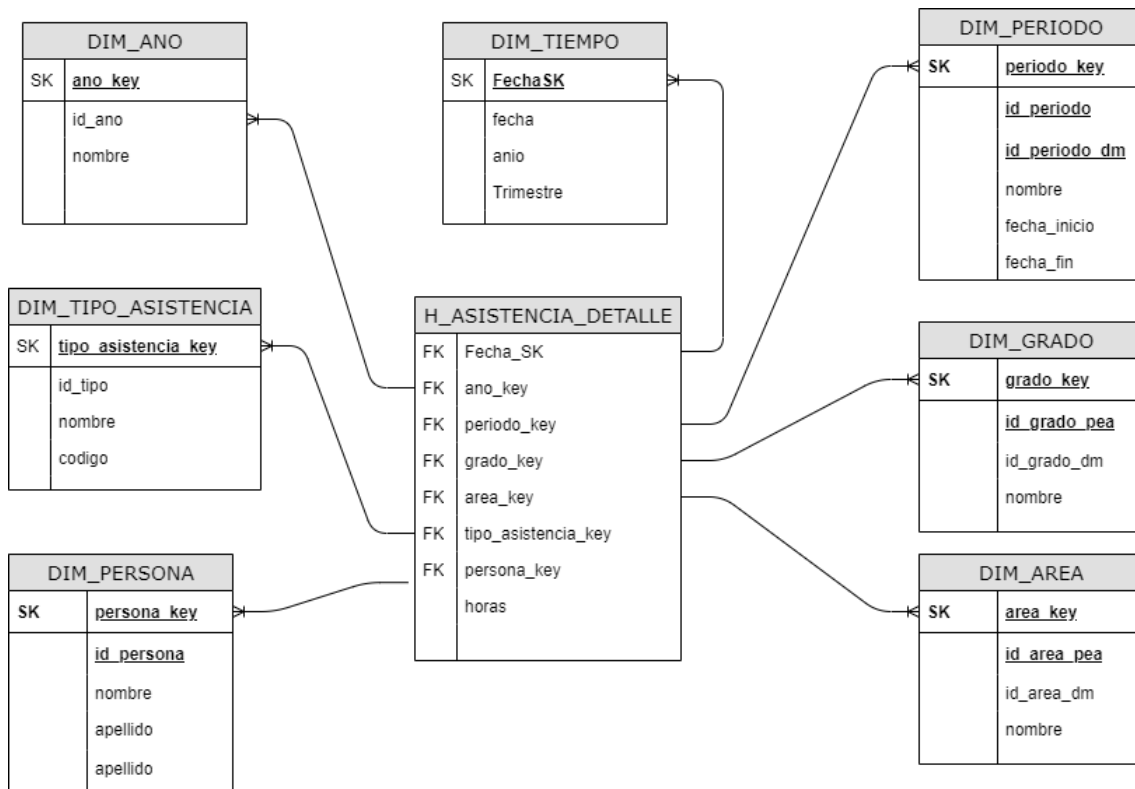 DIM_ANO
SK ano_key
id_ano
nombre
DIM_TIEMPO
SK FechaSK
fecha
anio
Trimestre
DIM_PERIODO
SK periodo_key
id_periodo
id_periodo_dm
nombre
fecha_inicio
fecha_fin
DIM_TIPO_ASISTENCIA
SK tipo_asistencia_key
id_tipo
nombre
codigo
H_ASISTENCIA_DETALLE
FK Fecha_SK
FK ano_key
FK periodo_key
FK grado_key
FK area_key
FK tipo_asistencia_key
FK persona_key
horas
DIM_GRADO
SK grado_key
id_grado_pea
id_grado_dm
nombre
DIM_PERSONA
SK persona_key
id_persona
nombre
apellido
apellido
DIM_AREA
SK area_key
id_area_pea
id_area_dm
nombre